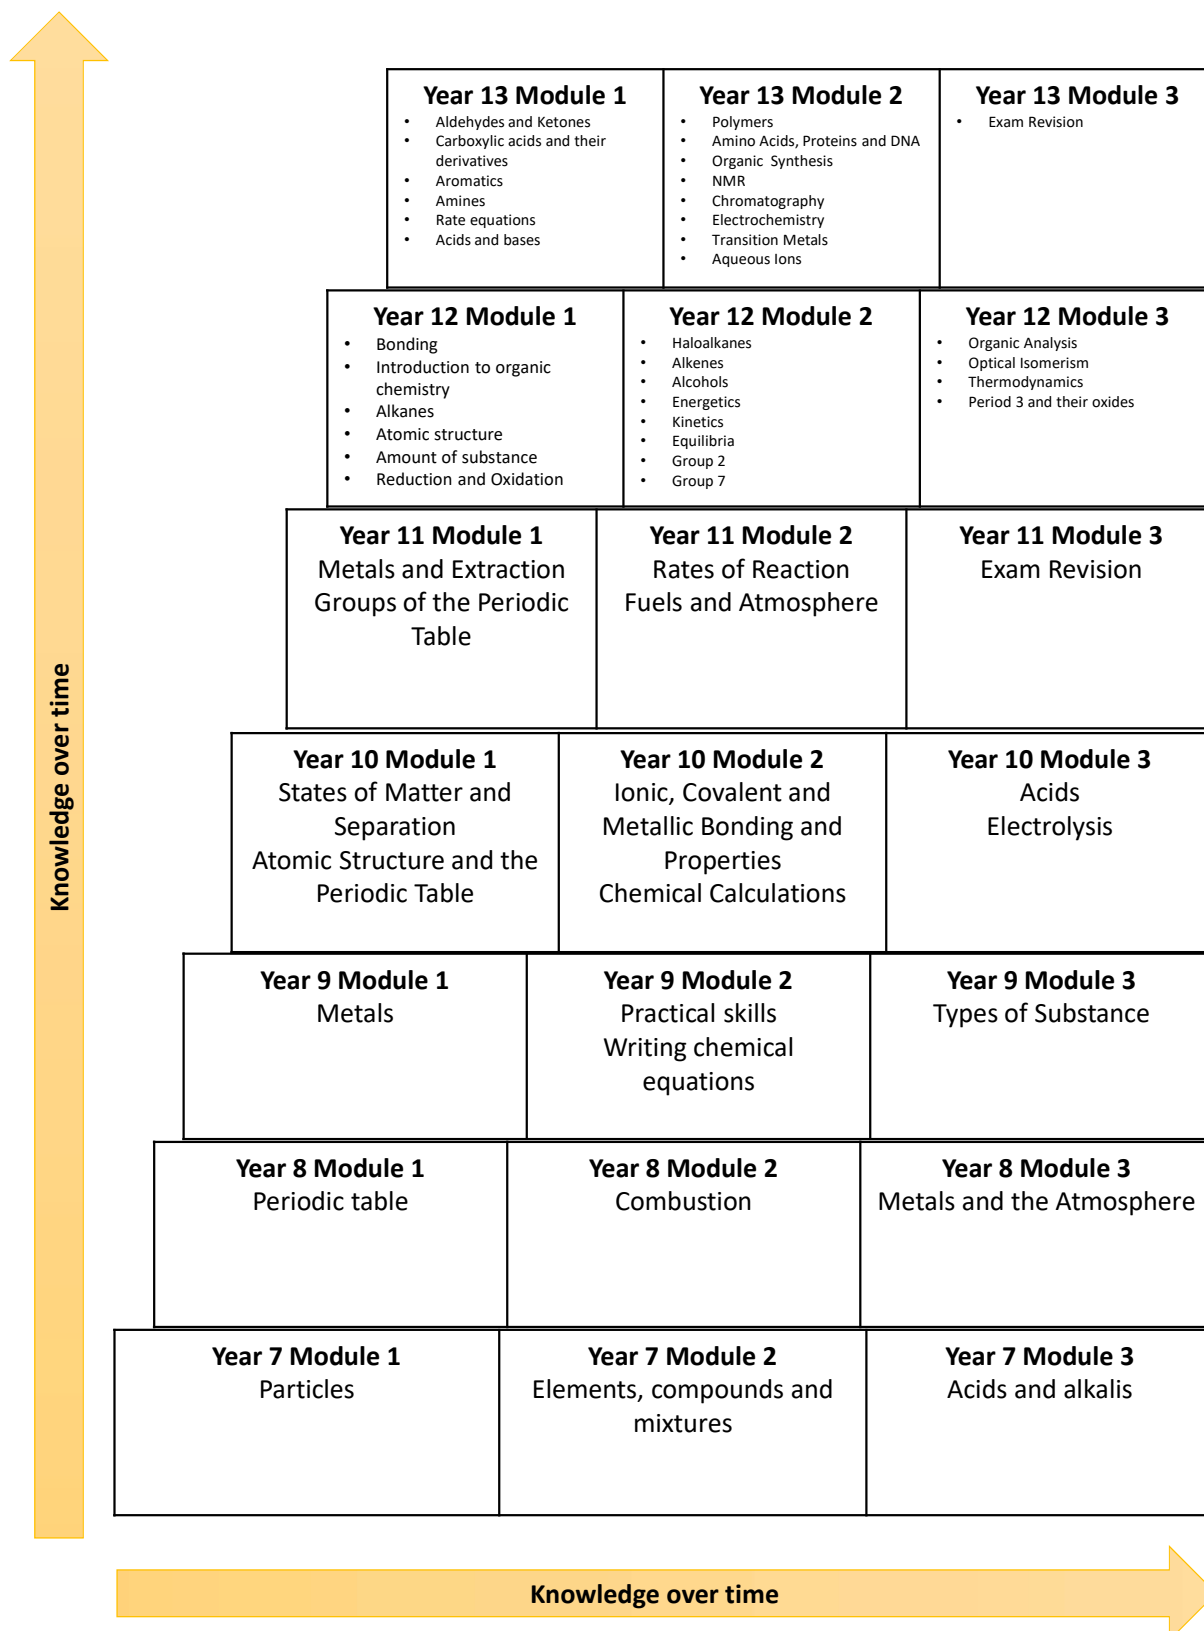 Knowledge over time
Year 13 Module 1
• Aldehydes and Ketones
• Carboxylic acids and their
derivatives
• Aromatics
• Amines
• Rate equations
• Acids and bases
Year 13 Module 2
• Polymers
• Amino Acids, Proteins and DNA
• Organic Synthesis
• NMR
• Chromatography
• Electrochemistry
• Transition Metals
• Aqueous Ions
Year 13 Module 3
• Exam Revision
Year 12 Module 1
• Bonding
• Introduction to organic
chemistry
• Alkanes
• Atomic structure
• Amount of substance
• Reduction and Oxidation
Year 12 Module 2
• Haloalkanes
• Alkenes
• Alcohols
• Energetics
• Kinetics
• Equilibria
• Group 2
• Group 7
Year 12 Module 3
• Organic Analysis
• Optical Isomerism
• Thermodynamics
• Period 3 and their oxides
Year 11 Module 1
Metals and Extraction
Groups of the Periodic
Table
Year 11 Module 2
Rates of Reaction
Fuels and Atmosphere
Year 11 Module 3
Exam Revision
Year 10 Module 1
States of Matter and
Separation
Atomic Structure and the
Periodic Table
Year 10 Module 2
Ionic, Covalent and
Metallic Bonding and
Properties
Chemical Calculations
Year 10 Module 3
Acids
Electrolysis
Year 9 Module 1
Metals
Year 9 Module 2
Practical skills
Writing chemical
equations
Year 9 Module 3
Types of Substance
Year 8 Module 1
Periodic table
Year 8 Module 2
Combustion
Year 8 Module 3
Metals and the Atmosphere
Year 7 Module 1
Particles
Year 7 Module 2
Elements, compounds and
mixtures
Year 7 Module 3
Acids and alkalis
Knowledge over time